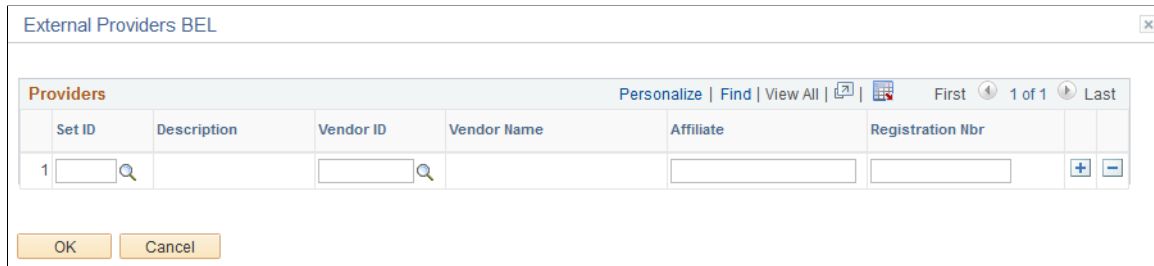 External Providers BEL
Providers Personalize | Find | View All | | First 1 of 1 Last
Set ID Description Vendor ID Vendor Name Affiliate Registration Nbr
1
OK Cancel